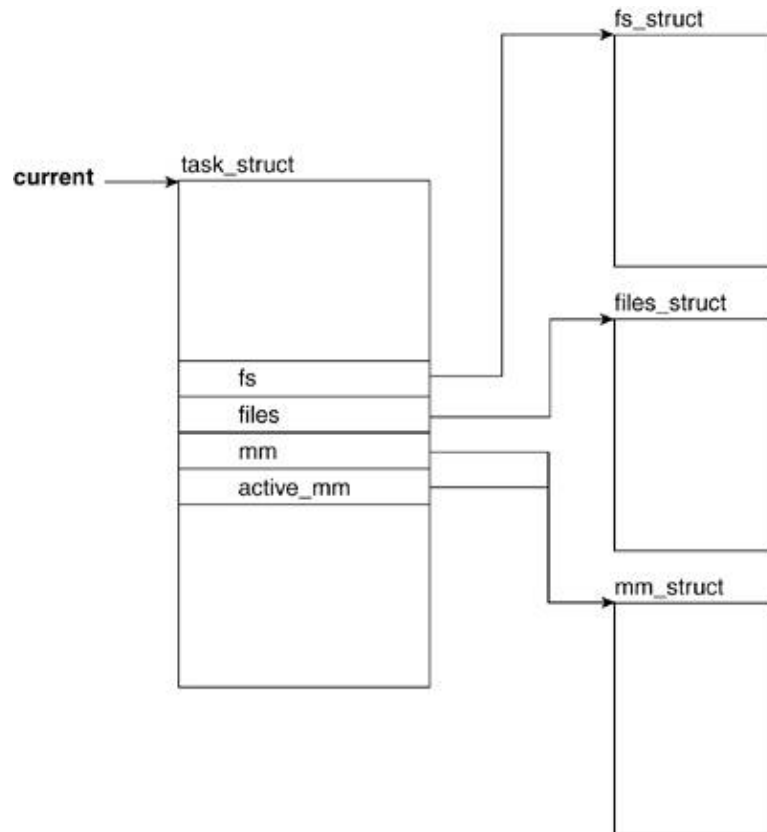 fs_struct
task_struct
current
files_struct
fs
files
mm
active_mm
mm_struct